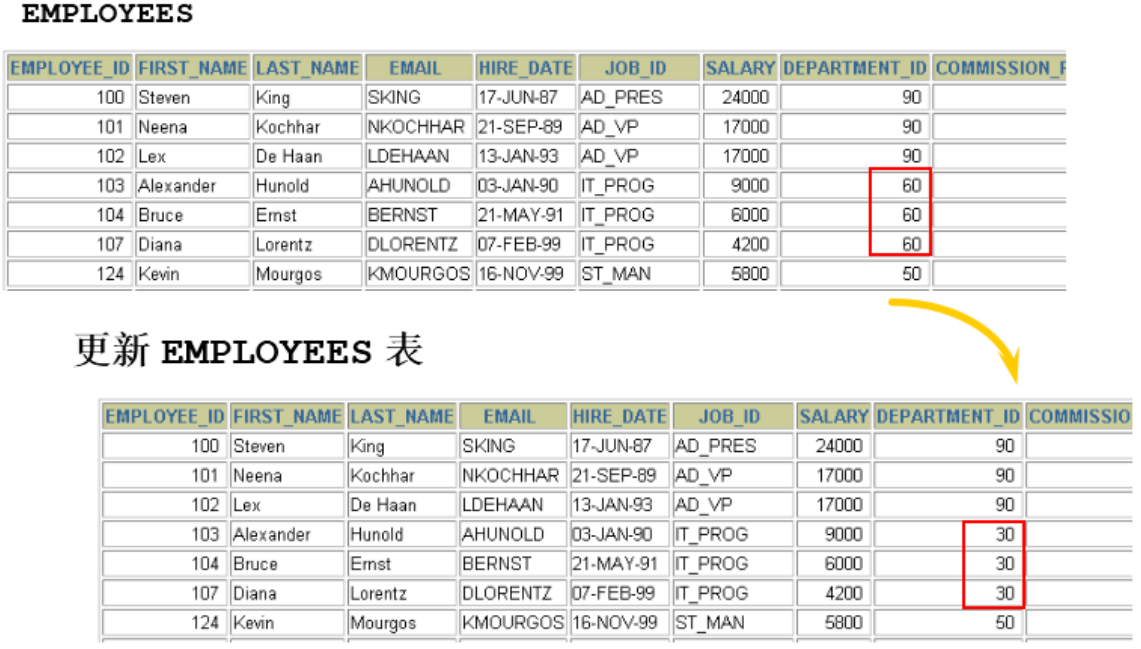 EMPLOYEES
EMPLOYEE_ID FIRST_NAME LAST_NAME EMAIL HIRE_DATE JOB_ID SALARY DEPARTMENT_ID COMMISSION_P
100 Steven King SKING 17-JUN-87 AD_PRES 24000 90
101 Neena Kochhar NKOCHHAR 21-SEP-89 AD_VP 17000 90
102 Lex De Haan LDEHAAN 13-JAN-93 AD_VP 17000 90
103 Alexander Hunold AHUNOLD 03-JAN-90 IT_PROG 9000 60
104 Bruce Ernst BERNST 21-MAY-91 IT_PROG 6000 60
107 Diana Lorentz DLORENTZ 07-FEB-99 IT_PROG 4200 60
124 Kevin Mourgos KMOURGOS 16-NOV-99 ST_MAN 5800 50
更新 EMPLOYEES 表
EMPLOYEE_ID FIRST_NAME LAST_NAME EMAIL HIRE_DATE JOB_ID SALARY DEPARTMENT_ID COMMISSIO
100 Steven King SKING 17-JUN-87 AD_PRES 24000 90
101 Neena Kochhar NKOCHHAR 21-SEP-89 AD_VP 17000 90
102 Lex De Haan LDEHAAN 13-JAN-93 AD_VP 17000 90
103 Alexander Hunold AHUNOLD 03-JAN-90 IT_PROG 9000 30
104 Bruce Ernst BERNST 21-MAY-91 IT_PROG 6000 30
107 Diana Lorentz DLORENTZ 07-FEB-99 IT_PROG 4200 30
124 Kevin Mourgos KMOURGOS 16-NOV-99 ST_MAN 5800 50